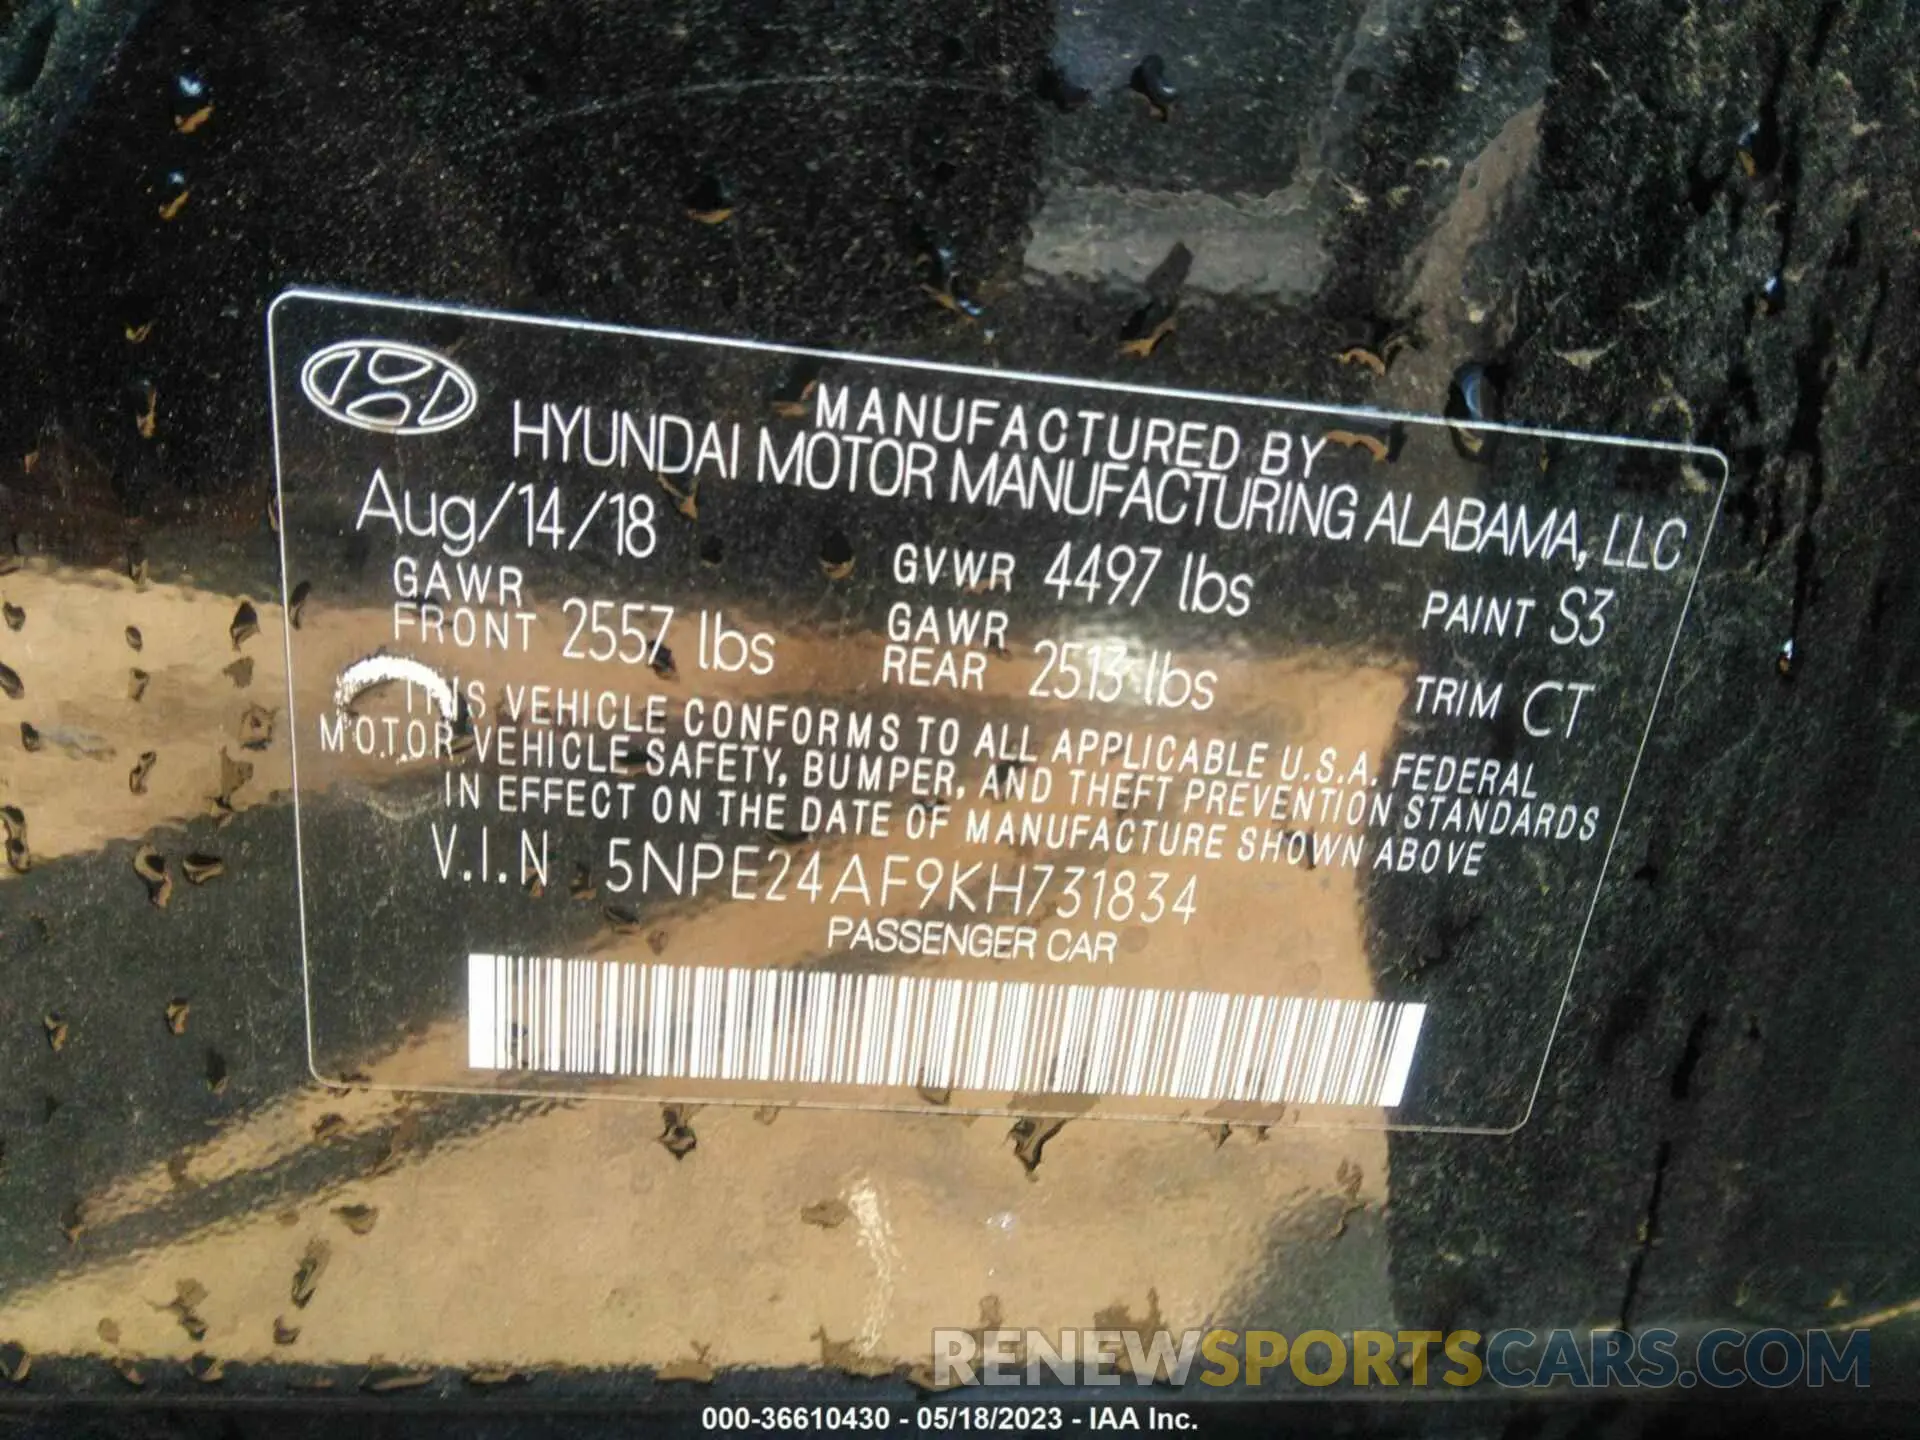 MANUFACTURED BY
HYUNDAI MOTOR MANUFACTURING ALABAMA, LLC
Aug/14/18
GVWR 4497 lbs
PAINT S3
GAWR
FRONT 2557 lbs
GAWR
REAR 2513 lbs
TRIM CT
THIS VEHICLE CONFORMS TO ALL APPLICABLE U.S.A. FEDERAL
MOTOR VEHICLE SAFETY, BUMPER, AND THEFT PREVENTION STANDARDS
IN EFFECT ON THE DATE OF MANUFACTURE SHOWN ABOVE
V.I.N 5NPE24AF9KH731834
PASSENGER CAR
RENEWSPORTSCARS.COM
000-36610430 - 05/18/2023 - IAA Inc.